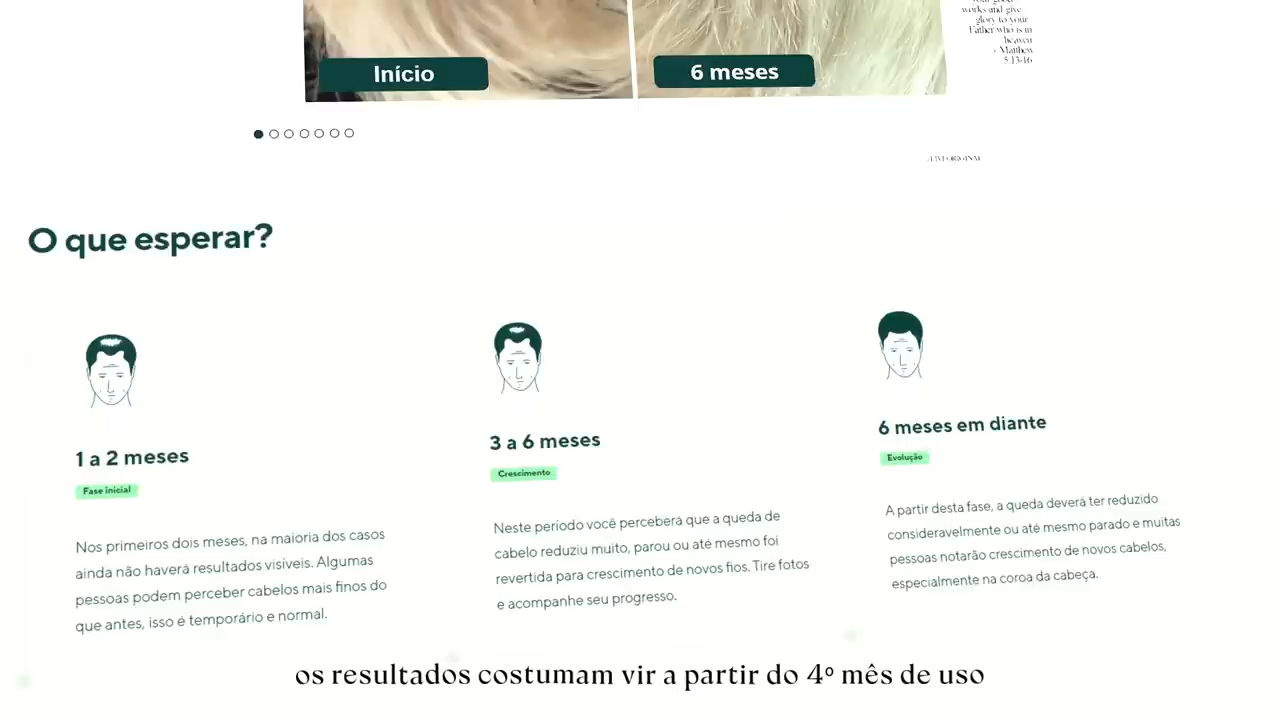 works and give
glory to your
Father who is in
heaven
- Matthew
5:13-16
Início
6 meses
O que esperar?
1 a 2 meses
Fase inicial
Nos primeiros dois meses, na maioria dos casos
ainda não haverá resultados visíveis. Algumas
pessoas podem perceber cabelos mais finos do
que antes, isso é temporário e normal.
3 a 6 meses
Crescimento
Neste período você perceberá que a queda de
cabelo reduziu muito, parou ou até mesmo foi
revertida para crescimento de novos fios. Tire fotos
e acompanhe seu progresso.
6 meses em diante
Evolução
A partir desta fase, a queda deverá ter reduzido
consideravelmente ou até mesmo parado e muitas
pessoas notarão crescimento de novos cabelos,
especialmente na coroa da cabeça.
os resultados costumam vir a partir do 4º mês de uso